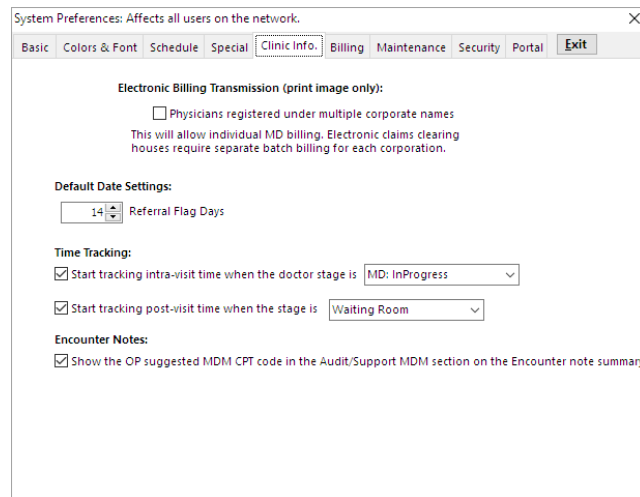 System Preferences: Affects all users on the network.
Basic Colors & Font Schedule Special Clinic Info. Billing Maintenance Security Portal Exit
Electronic Billing Transmission (print image only):
Physicians registered under multiple corporate names
This will allow individual MD billing. Electronic claims clearing
houses require separate batch billing for each corporation.
Default Date Settings:
14 Referral Flag Days
Time Tracking:
Start tracking intra-visit time when the doctor stage is MD: InProgress
Start tracking post-visit time when the stage is Waiting Room
Encounter Notes:
Show the OP suggested MDM CPT code in the Audit/Support MDM section on the Encounter note summar